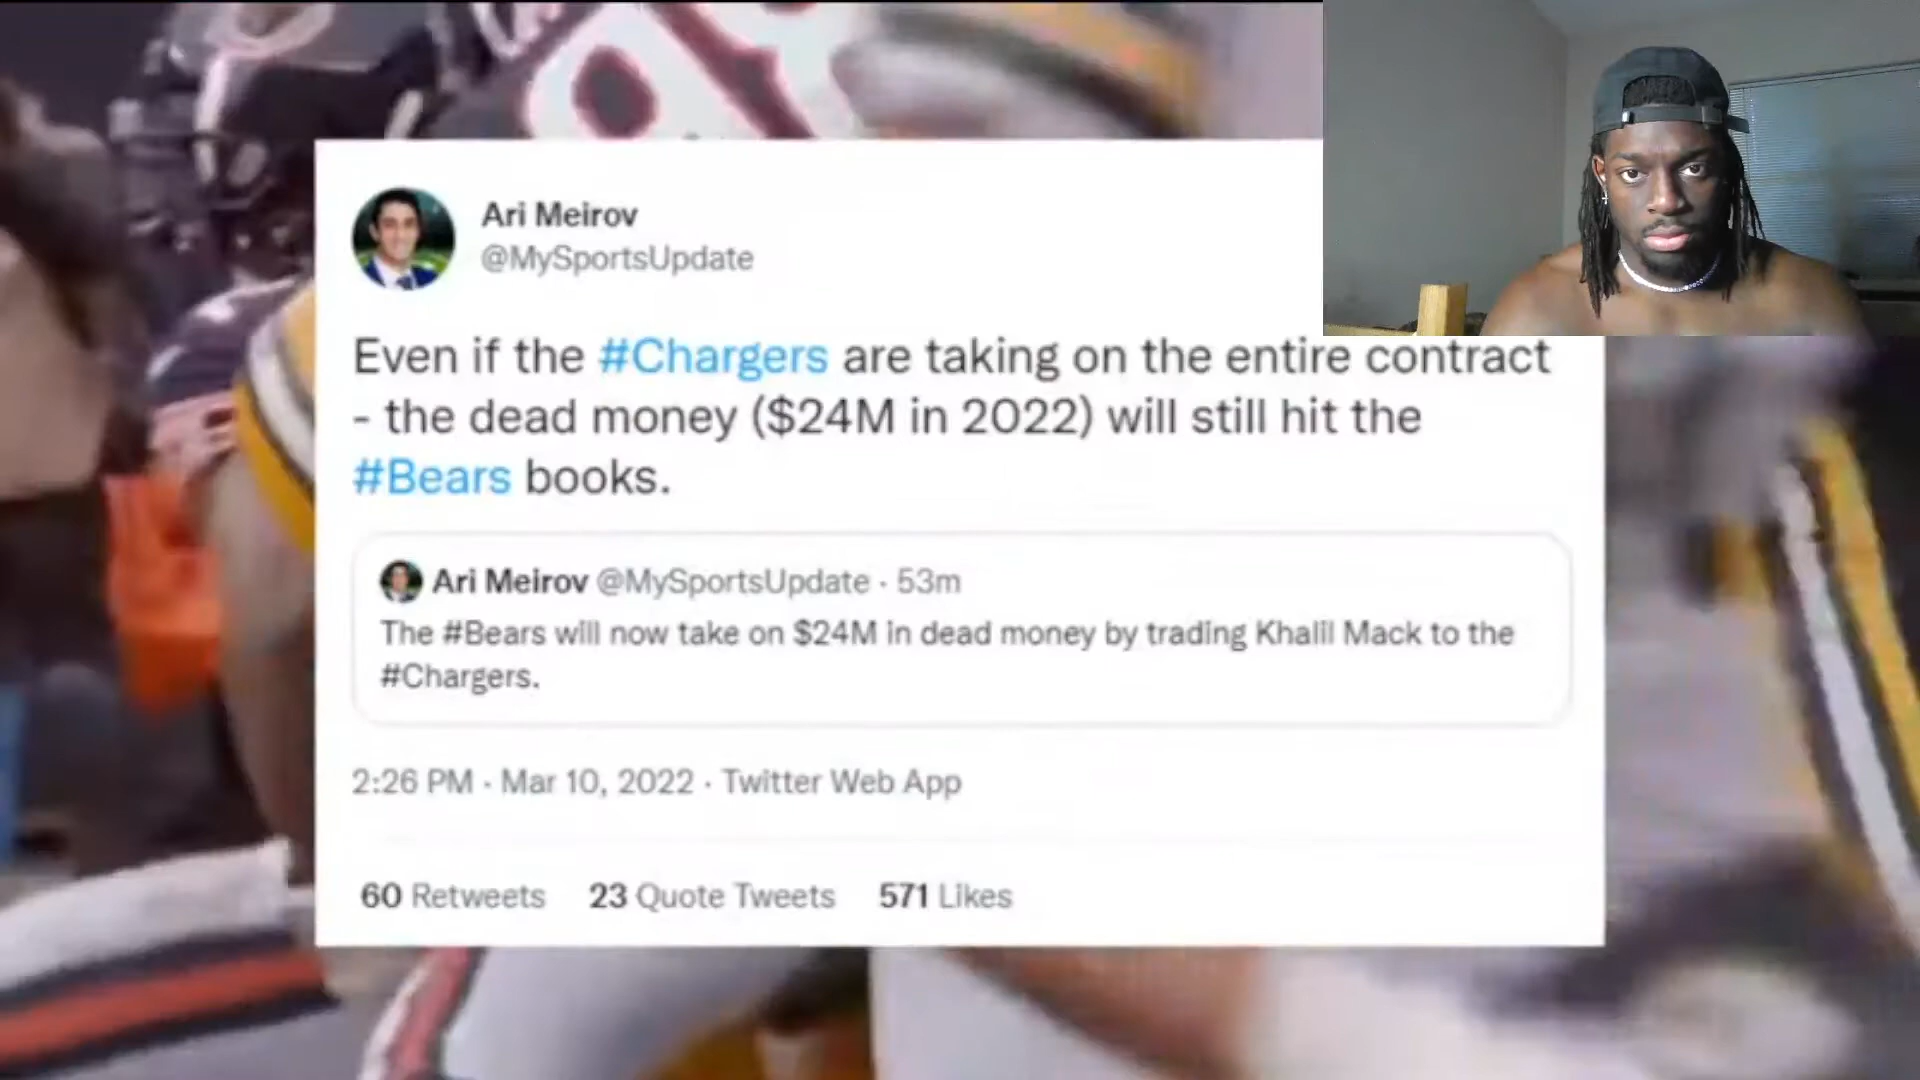 Ari Meirov
@MySportsUpdate
Even if the #Chargers are taking on the entire contract
- the dead money ($24M in 2022) will still hit the
#Bears books.
Ari Meirov @MySportsUpdate · 53m
The #Bears will now take on $24M in dead money by trading Khalil Mack to the
#Chargers.
2:26 PM · Mar 10, 2022 · Twitter Web App
60 Retweets 23 Quote Tweets 571 Likes